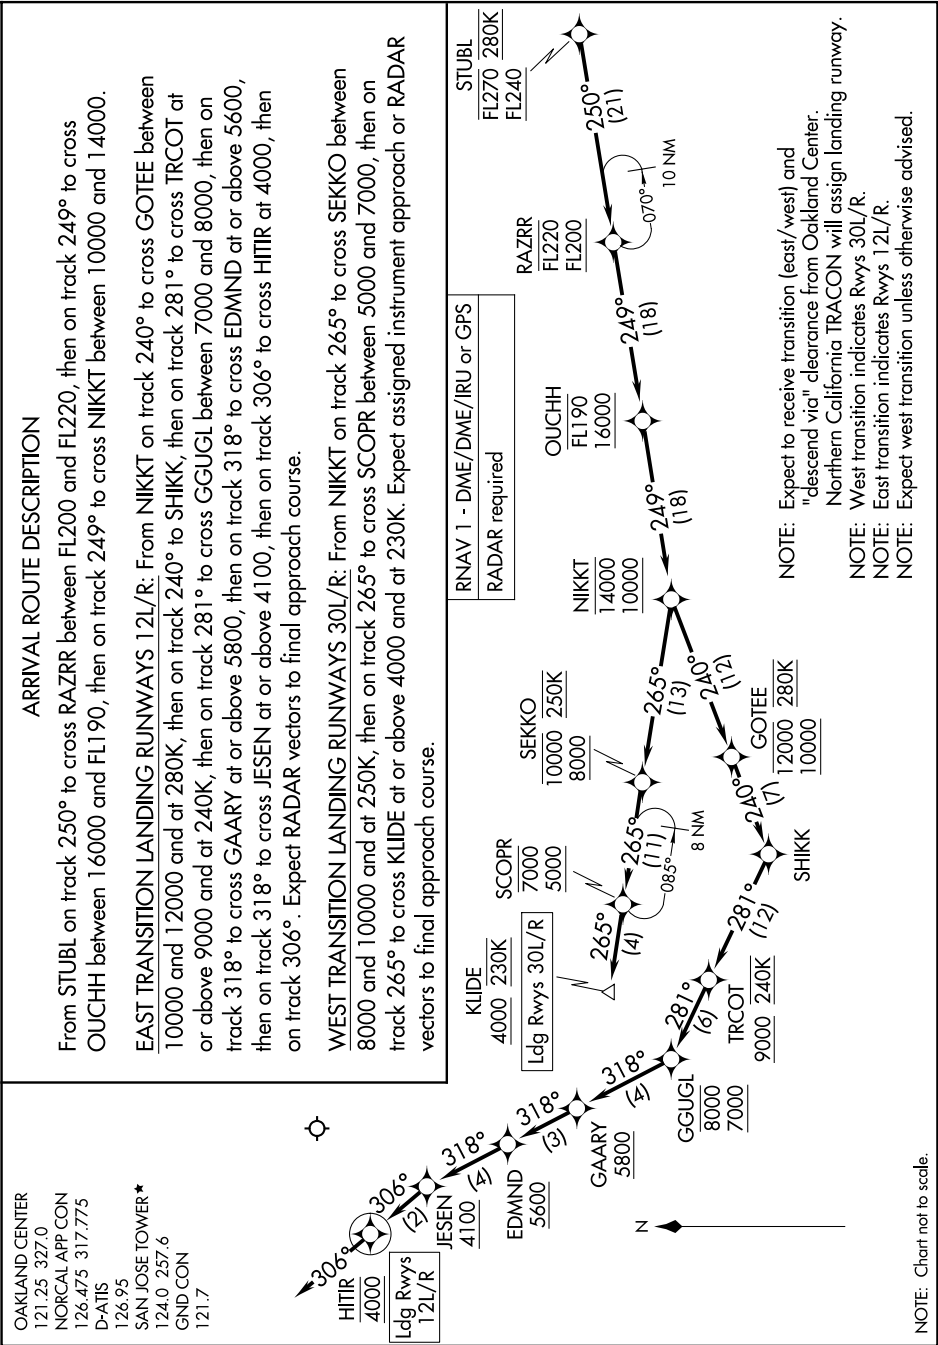 OAKLAND CENTER
121.25 327.0
NORCAL APP CON
126.475 317.775
D-ATIS
126.95
SAN JOSE TOWER★
124.0 257.6
GND CON
121.7
ARRIVAL ROUTE DESCRIPTION
From STUBL on track 250° to cross RAZRR between FL200 and FL220, then on track 249° to cross
OUCHH between 16000 and FL190, then on track 249° to cross NIKKT between 10000 and 14000.
EAST TRANSITION LANDING RUNWAYS 12L/R: From NIKKT on track 240° to cross GOTEE between
10000 and 12000 and at 280K, then on track 240° to SHIKK, then on track 281° to cross TRCOT at
or above 9000 and at 240K, then on track 281° to cross GGUGL between 7000 and 8000, then on
track 318° to cross GAARY at or above 5800, then on track 318° to cross EDMND at or above 5600,
then on track 318° to cross JESEN at or above 4100, then on track 306° to cross HITIR at 4000, then
on track 306°. Expect RADAR vectors to final approach course.
WEST TRANSITION LANDING RUNWAYS 30L/R: From NIKKT on track 265° to cross SEKKO between
8000 and 10000 and at 250K, then on track 265° to cross SCOPR between 5000 and 7000, then on
track 265° to cross KLIDE at or above 4000 and at 230K. Expect assigned instrument approach or RADAR
vectors to final approach course.
RNAV 1 - DME/DME/IRU or GPS
RADAR required
STUBL
FL270 280K
FL240
250°
(21)
070°
10 NM
RAZRR
FL220
FL200
249°
(18)
OUCHH
FL190
16000
249°
(18)
NIKKT
14000
10000
265°
(13)
SEKKO
10000 250K
8000
265°
(11)
085°
8 NM
SCOPR
7000
5000
265°
(4)
KLIDE
4000 230K
Ldg Rwys 30L/R
240°
(12)
GOTEE
12000 280K
10000
240°
(7)
SHIKK
281°
(12)
TRCOT
9000 240K
281°
(6)
GGUGL
8000
7000
318°
(4)
GAARY
5800
318°
(3)
EDMND
5600
318°
(4)
JESEN
4100
306°
(2)
HITIR
4000
Ldg Rwys
12L/R
306°
N
NOTE: Expect to receive transition (east/west) and
"descend via" clearance from Oakland Center.
Northern California TRACON will assign landing runway.
NOTE: West transition indicates Rwys 30L/R.
NOTE: East transition indicates Rwys 12L/R.
NOTE: Expect west transition unless otherwise advised.
NOTE: Chart not to scale.